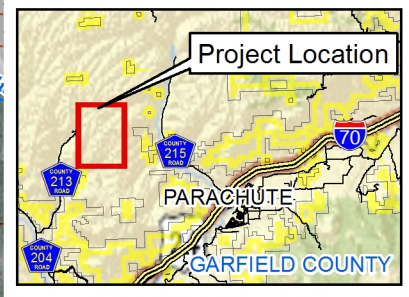 Project Location
70
COUNTY
215
ROAD
COUNTY
213
ROAD
PARACHUTE
COUNTY
204
ROAD
GARFIELD COUNTY